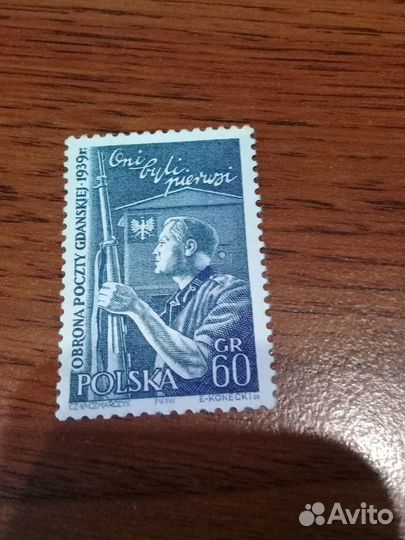 Oni
byli
pierwsi
OBRONA POCZTY GDAŃSKIEJ · 1939 r.
GR
POLSKA 60
CZ. KACZMARCZYK PWPW E·KONECKI
Avito